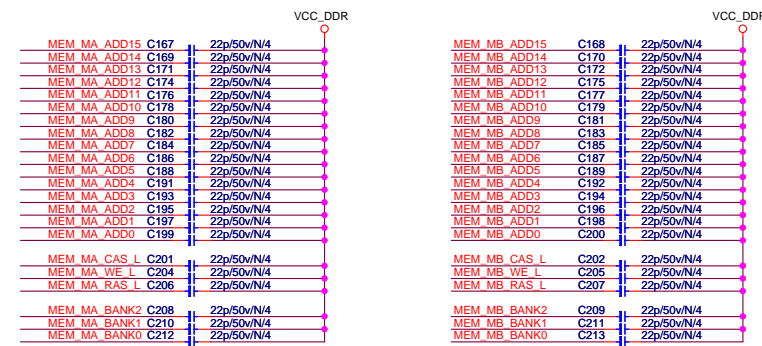 VCC_DDR VCC_DDR
MEM_MA_ADD15 C167 22p/50v/N/4 MEM_MB_ADD15 C168 22p/50v/N/4
MEM_MA_ADD14 C169 22p/50v/N/4 MEM_MB_ADD14 C170 22p/50v/N/4
MEM_MA_ADD13 C171 22p/50v/N/4 MEM_MB_ADD13 C172 22p/50v/N/4
MEM_MA_ADD12 C174 22p/50v/N/4 MEM_MB_ADD12 C175 22p/50v/N/4
MEM_MA_ADD11 C176 22p/50v/N/4 MEM_MB_ADD11 C177 22p/50v/N/4
MEM_MA_ADD10 C178 22p/50v/N/4 MEM_MB_ADD10 C179 22p/50v/N/4
MEM_MA_ADD9 C180 22p/50v/N/4 MEM_MB_ADD9 C181 22p/50v/N/4
MEM_MA_ADD8 C182 22p/50v/N/4 MEM_MB_ADD8 C183 22p/50v/N/4
MEM_MA_ADD7 C184 22p/50v/N/4 MEM_MB_ADD7 C185 22p/50v/N/4
MEM_MA_ADD6 C186 22p/50v/N/4 MEM_MB_ADD6 C187 22p/50v/N/4
MEM_MA_ADD5 C188 22p/50v/N/4 MEM_MB_ADD5 C189 22p/50v/N/4
MEM_MA_ADD4 C191 22p/50v/N/4 MEM_MB_ADD4 C192 22p/50v/N/4
MEM_MA_ADD3 C193 22p/50v/N/4 MEM_MB_ADD3 C194 22p/50v/N/4
MEM_MA_ADD2 C195 22p/50v/N/4 MEM_MB_ADD2 C196 22p/50v/N/4
MEM_MA_ADD1 C197 22p/50v/N/4 MEM_MB_ADD1 C198 22p/50v/N/4
MEM_MA_ADD0 C199 22p/50v/N/4 MEM_MB_ADD0 C200 22p/50v/N/4
MEM_MA_CAS_L C201 22p/50v/N/4 MEM_MB_CAS_L C202 22p/50v/N/4
MEM_MA_WE_L C204 22p/50v/N/4 MEM_MB_WE_L C205 22p/50v/N/4
MEM_MA_RAS_L C206 22p/50v/N/4 MEM_MB_RAS_L C207 22p/50v/N/4
MEM_MA_BANK2 C208 22p/50v/N/4 MEM_MB_BANK2 C209 22p/50v/N/4
MEM_MA_BANK1 C210 22p/50v/N/4 MEM_MB_BANK1 C211 22p/50v/N/4
MEM_MA_BANK0 C212 22p/50v/N/4 MEM_MB_BANK0 C213 22p/50v/N/4